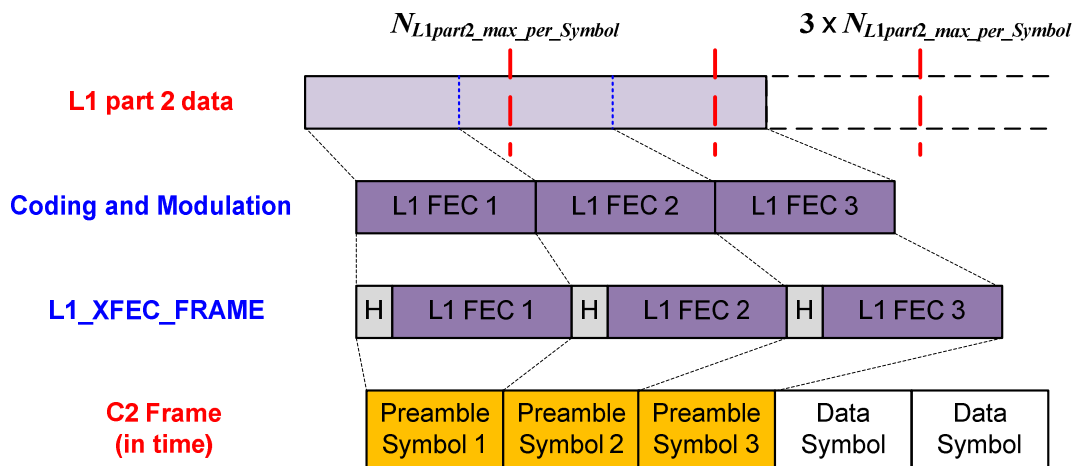 N_L1part2_max_per_Symbol
3 x N_L1part2_max_per_Symbol
L1 part 2 data
Coding and Modulation
L1 FEC 1
L1 FEC 2
L1 FEC 3
L1_XFEC_FRAME
H
L1 FEC 1
H
L1 FEC 2
H
L1 FEC 3
C2 Frame
(in time)
Preamble
Symbol 1
Preamble
Symbol 2
Preamble
Symbol 3
Data
Symbol
Data
Symbol